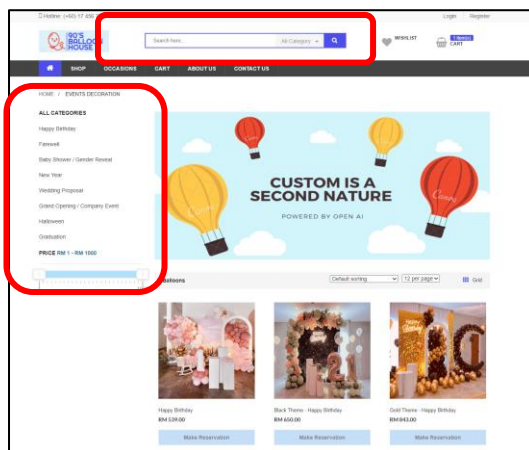 Hotline: (+60) 17 456
Login Register
90'S
BALLOON
HOUSE
Search here...
All Category
WISHLIST
1 Item(s)
CART
SHOP OCCASIONS CART ABOUT US CONTACT US
HOME / EVENTS DECORATION
ALL CATEGORIES
Happy Birthday
Farewell
Baby Shower / Gender Reveal
New Year
Wedding Proposal
Grand Opening / Company Event
Halloween
Graduation
PRICE RM 1 - RM 1000
CUSTOM IS A
SECOND NATURE
POWERED BY OPEN AI
Balloons
Default sorting
12 per page
Grid
Happy Birthday
RM 539.00
Make Reservation
Black Theme - Happy Birthday
RM 650.00
Make Reservation
Gold Theme - Happy Birthday
RM 843.00
Make Reservation